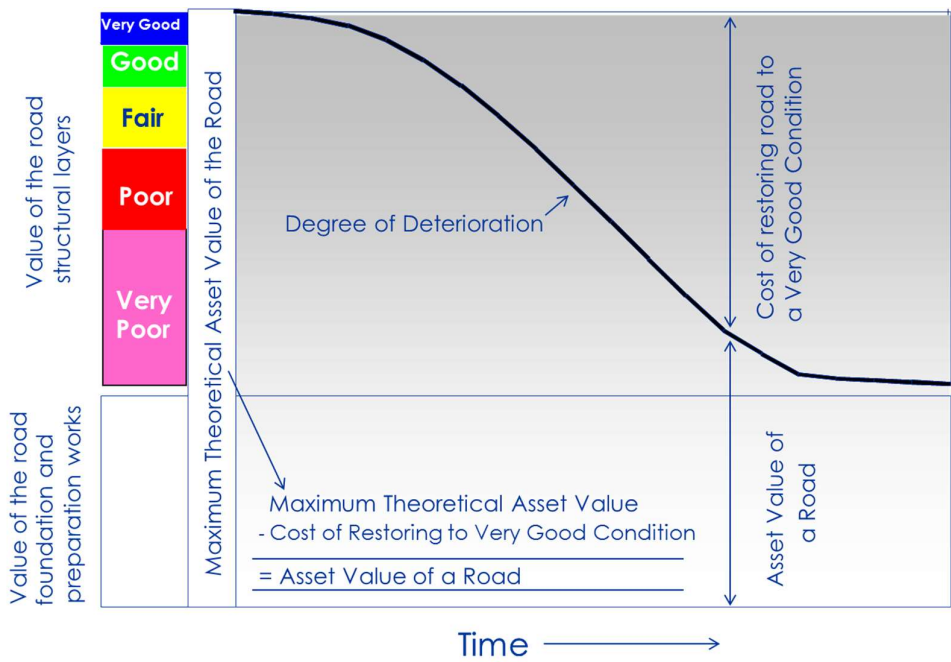 Very Good
Good
Fair
Poor
Very
Poor
Value of the road
structural layers
Value of the road
foundation and
preparation works
Maximum Theoretical Asset Value of the Road
Degree of Deterioration
Cost of restoring road to
a Very Good Condition
Maximum Theoretical Asset Value
- Cost of Restoring to Very Good Condition
= Asset Value of a Road
Asset Value of
a Road
Time